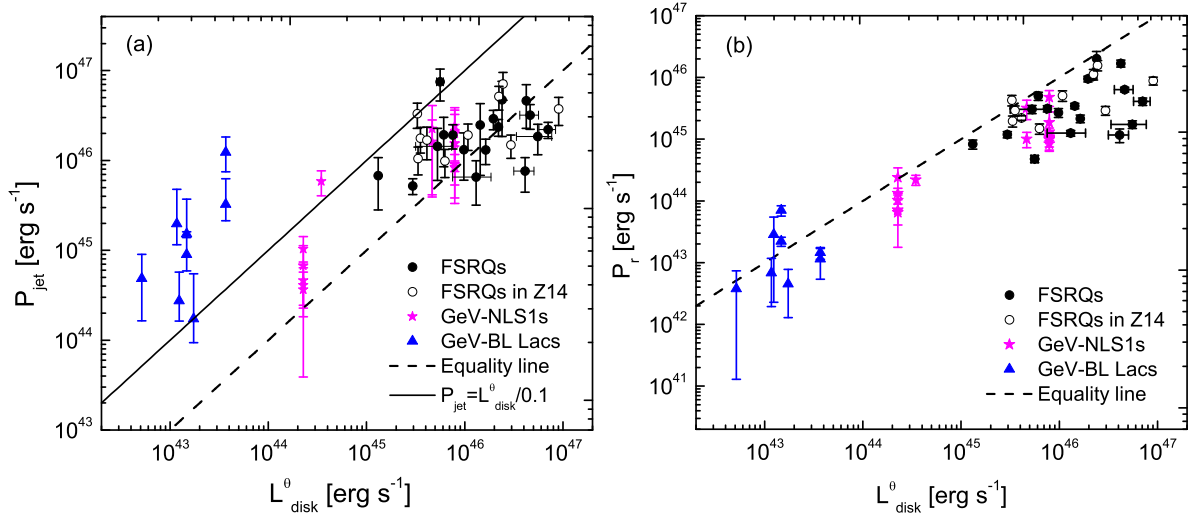 (a)
10^47
10^46
10^45
10^44
10^43
P_jet [erg s^-1]
FSRQs
FSRQs in Z14
GeV-NLS1s
GeV-BL Lacs
Equality line
P_jet=L^θ_disk/0.1
10^43 10^44 10^45 10^46 10^47
L^θ_disk [erg s^-1]
(b)
10^47
10^46
10^45
10^44
10^43
10^42
10^41
P_r [erg s^-1]
FSRQs
FSRQs in Z14
GeV-NLS1s
GeV-BL Lacs
Equality line
10^43 10^44 10^45 10^46 10^47
L^θ_disk [erg s^-1]